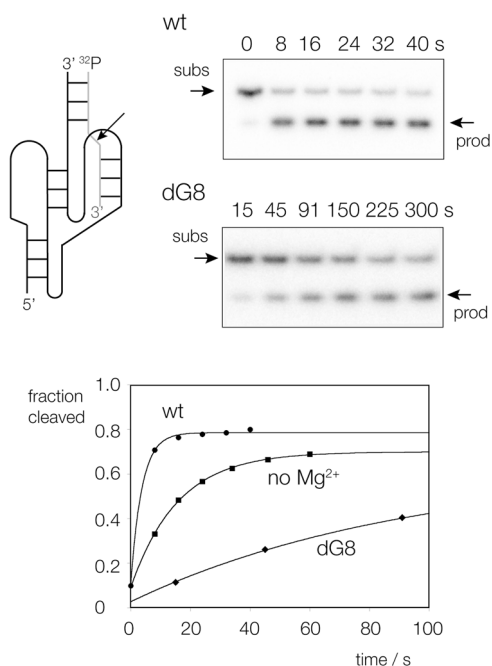 wt
3' ³²P
0 8 16 24 32 40 s
subs
prod
3'
5'
dG8
15 45 91 150 225 300 s
subs
prod
fraction
cleaved
1.0
0.8
0.6
0.4
0.2
0
wt
no Mg²⁺
dG8
0 20 40 60 80 100
time / s